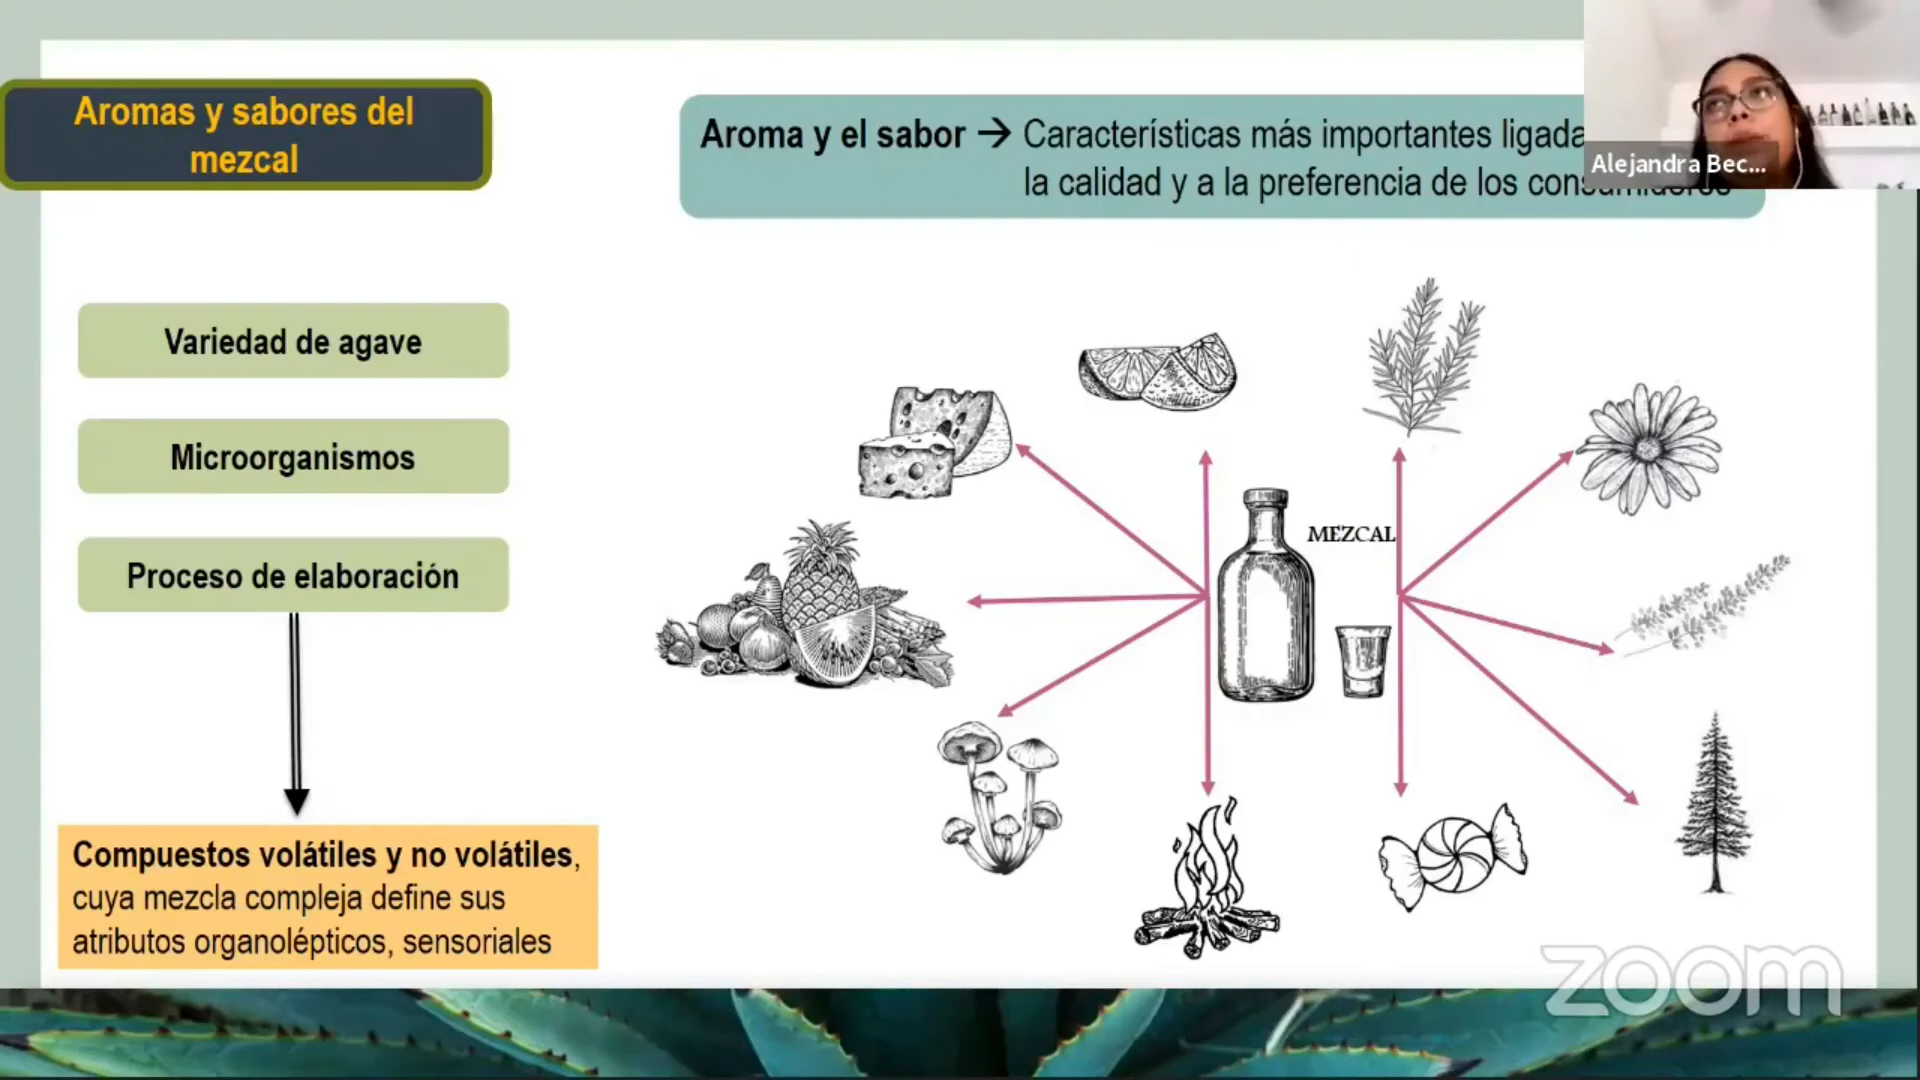 Aromas y sabores del
mezcal
Aroma y el sabor → Características más importantes
la calidad y a la preferencia de los consumidores
Alejandra Bec...
Variedad de agave
Microorganismos
Proceso de elaboración
MEZCAL
Compuestos volátiles y no volátiles,
cuya mezcla compleja define sus
atributos organolépticos, sensoriales
zoom